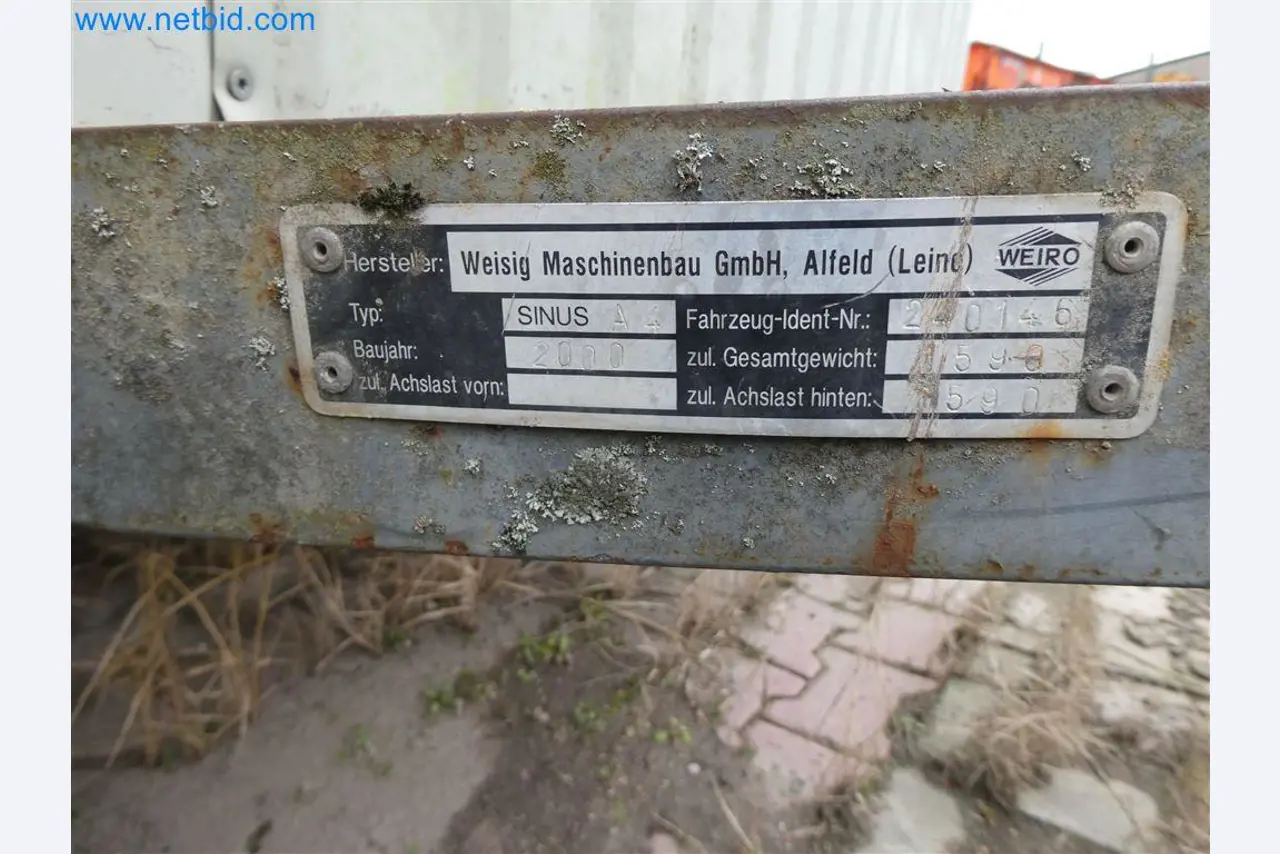 www.netbid.com
Hersteller: Weisig Maschinenbau GmbH, Alfeld (Leine) WEIRO
Typ: SINUS A 1 Fahrzeug-Ident-Nr.: 240146
Baujahr: 2000 zul. Gesamtgewicht: 590
zul. Achslast vorn: zul. Achslast hinten: 590